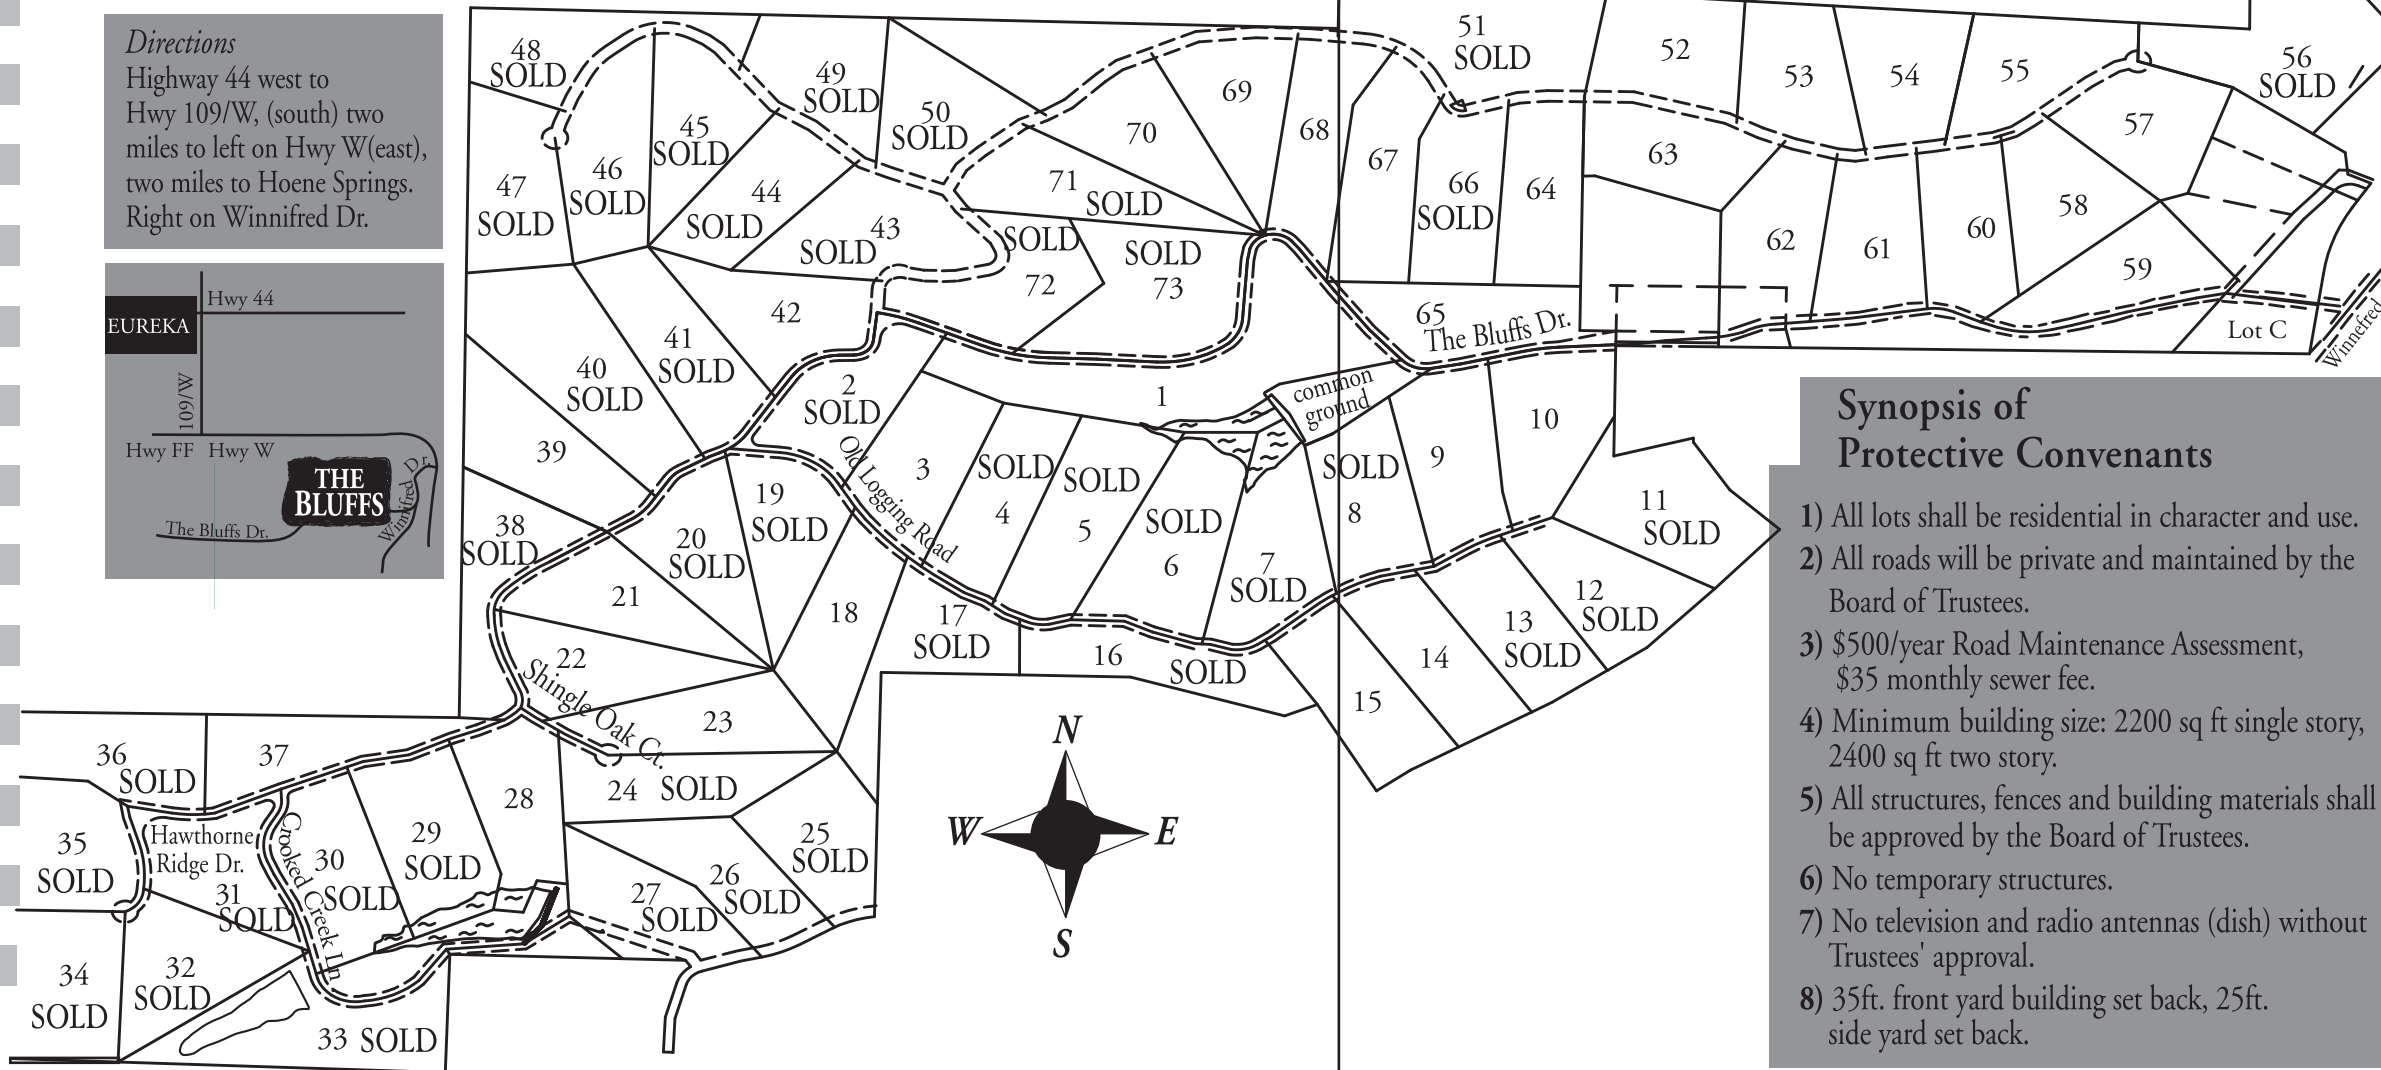 Directions
Highway 44 west to
Hwy 109/W, (south) two
miles to left on Hwy W(east),
two miles to Hoene Springs.
Right on Winnifred Dr.
EUREKA
Hwy 44
109/W
Hwy FF
Hwy W
THE
BLUFFS
The Bluffs Dr.
Winnifred Dr.
48
SOLD
47
SOLD
46
SOLD
45
SOLD
44
SOLD
49
SOLD
50
SOLD
43
SOLD
42
41
SOLD
40
SOLD
39
38
SOLD
71
SOLD
70
69
68
67
66
SOLD
64
51
SOLD
52
53
54
55
56
SOLD
57
63
62
61
60
58
59
Lot C
Winnefred
SOLD
72
SOLD
73
65
The Bluffs Dr.
common
ground
1
2
SOLD
Old Logging Road
3
SOLD
4
SOLD
5
SOLD
6
7
SOLD
SOLD
8
9
10
11
SOLD
12
SOLD
13
SOLD
14
15
16
SOLD
17
SOLD
18
19
SOLD
20
SOLD
21
22
Shingle Oak Ct.
23
24 SOLD
25
SOLD
26
SOLD
27
SOLD
28
29
SOLD
30
SOLD
Crooked Creek Ln
Hawthorne
Ridge Dr.
31
SOLD
32
SOLD
33 SOLD
34
SOLD
35
SOLD
36
SOLD
37
N
W
E
S
Synopsis of
Protective Convenants
1) All lots shall be residential in character and use.
2) All roads will be private and maintained by the
Board of Trustees.
3) $500/year Road Maintenance Assessment,
$35 monthly sewer fee.
4) Minimum building size: 2200 sq ft single story,
2400 sq ft two story.
5) All structures, fences and building materials shall
be approved by the Board of Trustees.
6) No temporary structures.
7) No television and radio antennas (dish) without
Trustees' approval.
8) 35ft. front yard building set back, 25ft.
side yard set back.